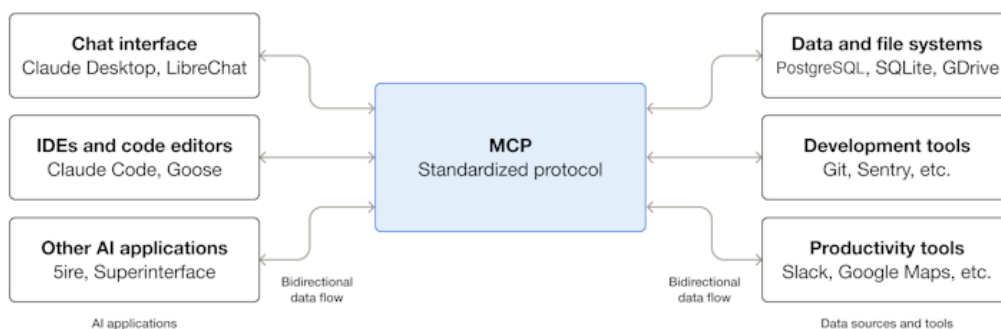 Chat interface
Claude Desktop, LibreChat
IDEs and code editors
Claude Code, Goose
Other AI applications
5ire, Superinterface
AI applications
Bidirectional
data flow
MCP
Standardized protocol
Bidirectional
data flow
Data and file systems
PostgreSQL, SQLite, GDrive
Development tools
Git, Sentry, etc.
Productivity tools
Slack, Google Maps, etc.
Data sources and tools